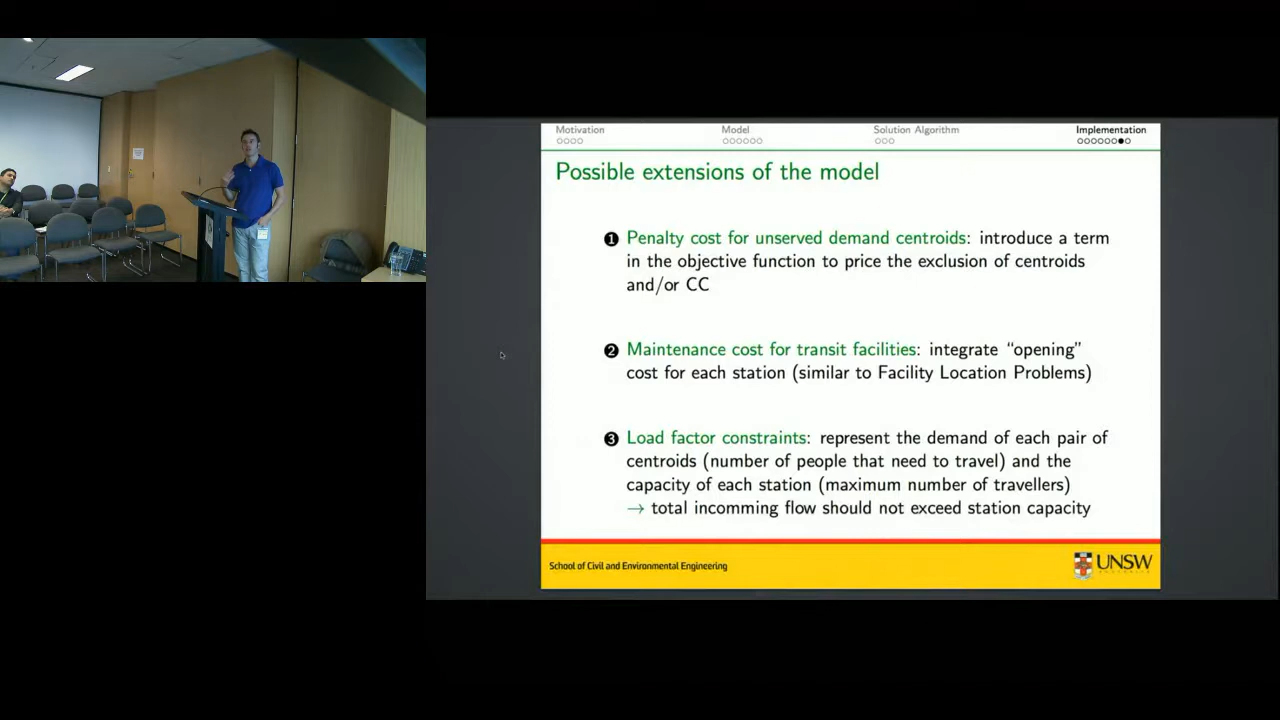 Motivation
Model
Solution Algorithm
Implementation
Possible extensions of the model
1 Penalty cost for unserved demand centroids: introduce a term
in the objective function to price the exclusion of centroids
and/or CC
2 Maintenance cost for transit facilities: integrate “opening”
cost for each station (similar to Facility Location Problems)
3 Load factor constraints: represent the demand of each pair of
centroids (number of people that need to travel) and the
capacity of each station (maximum number of travellers)
→ total incomming flow should not exceed station capacity
School of Civil and Environmental Engineering
UNSW